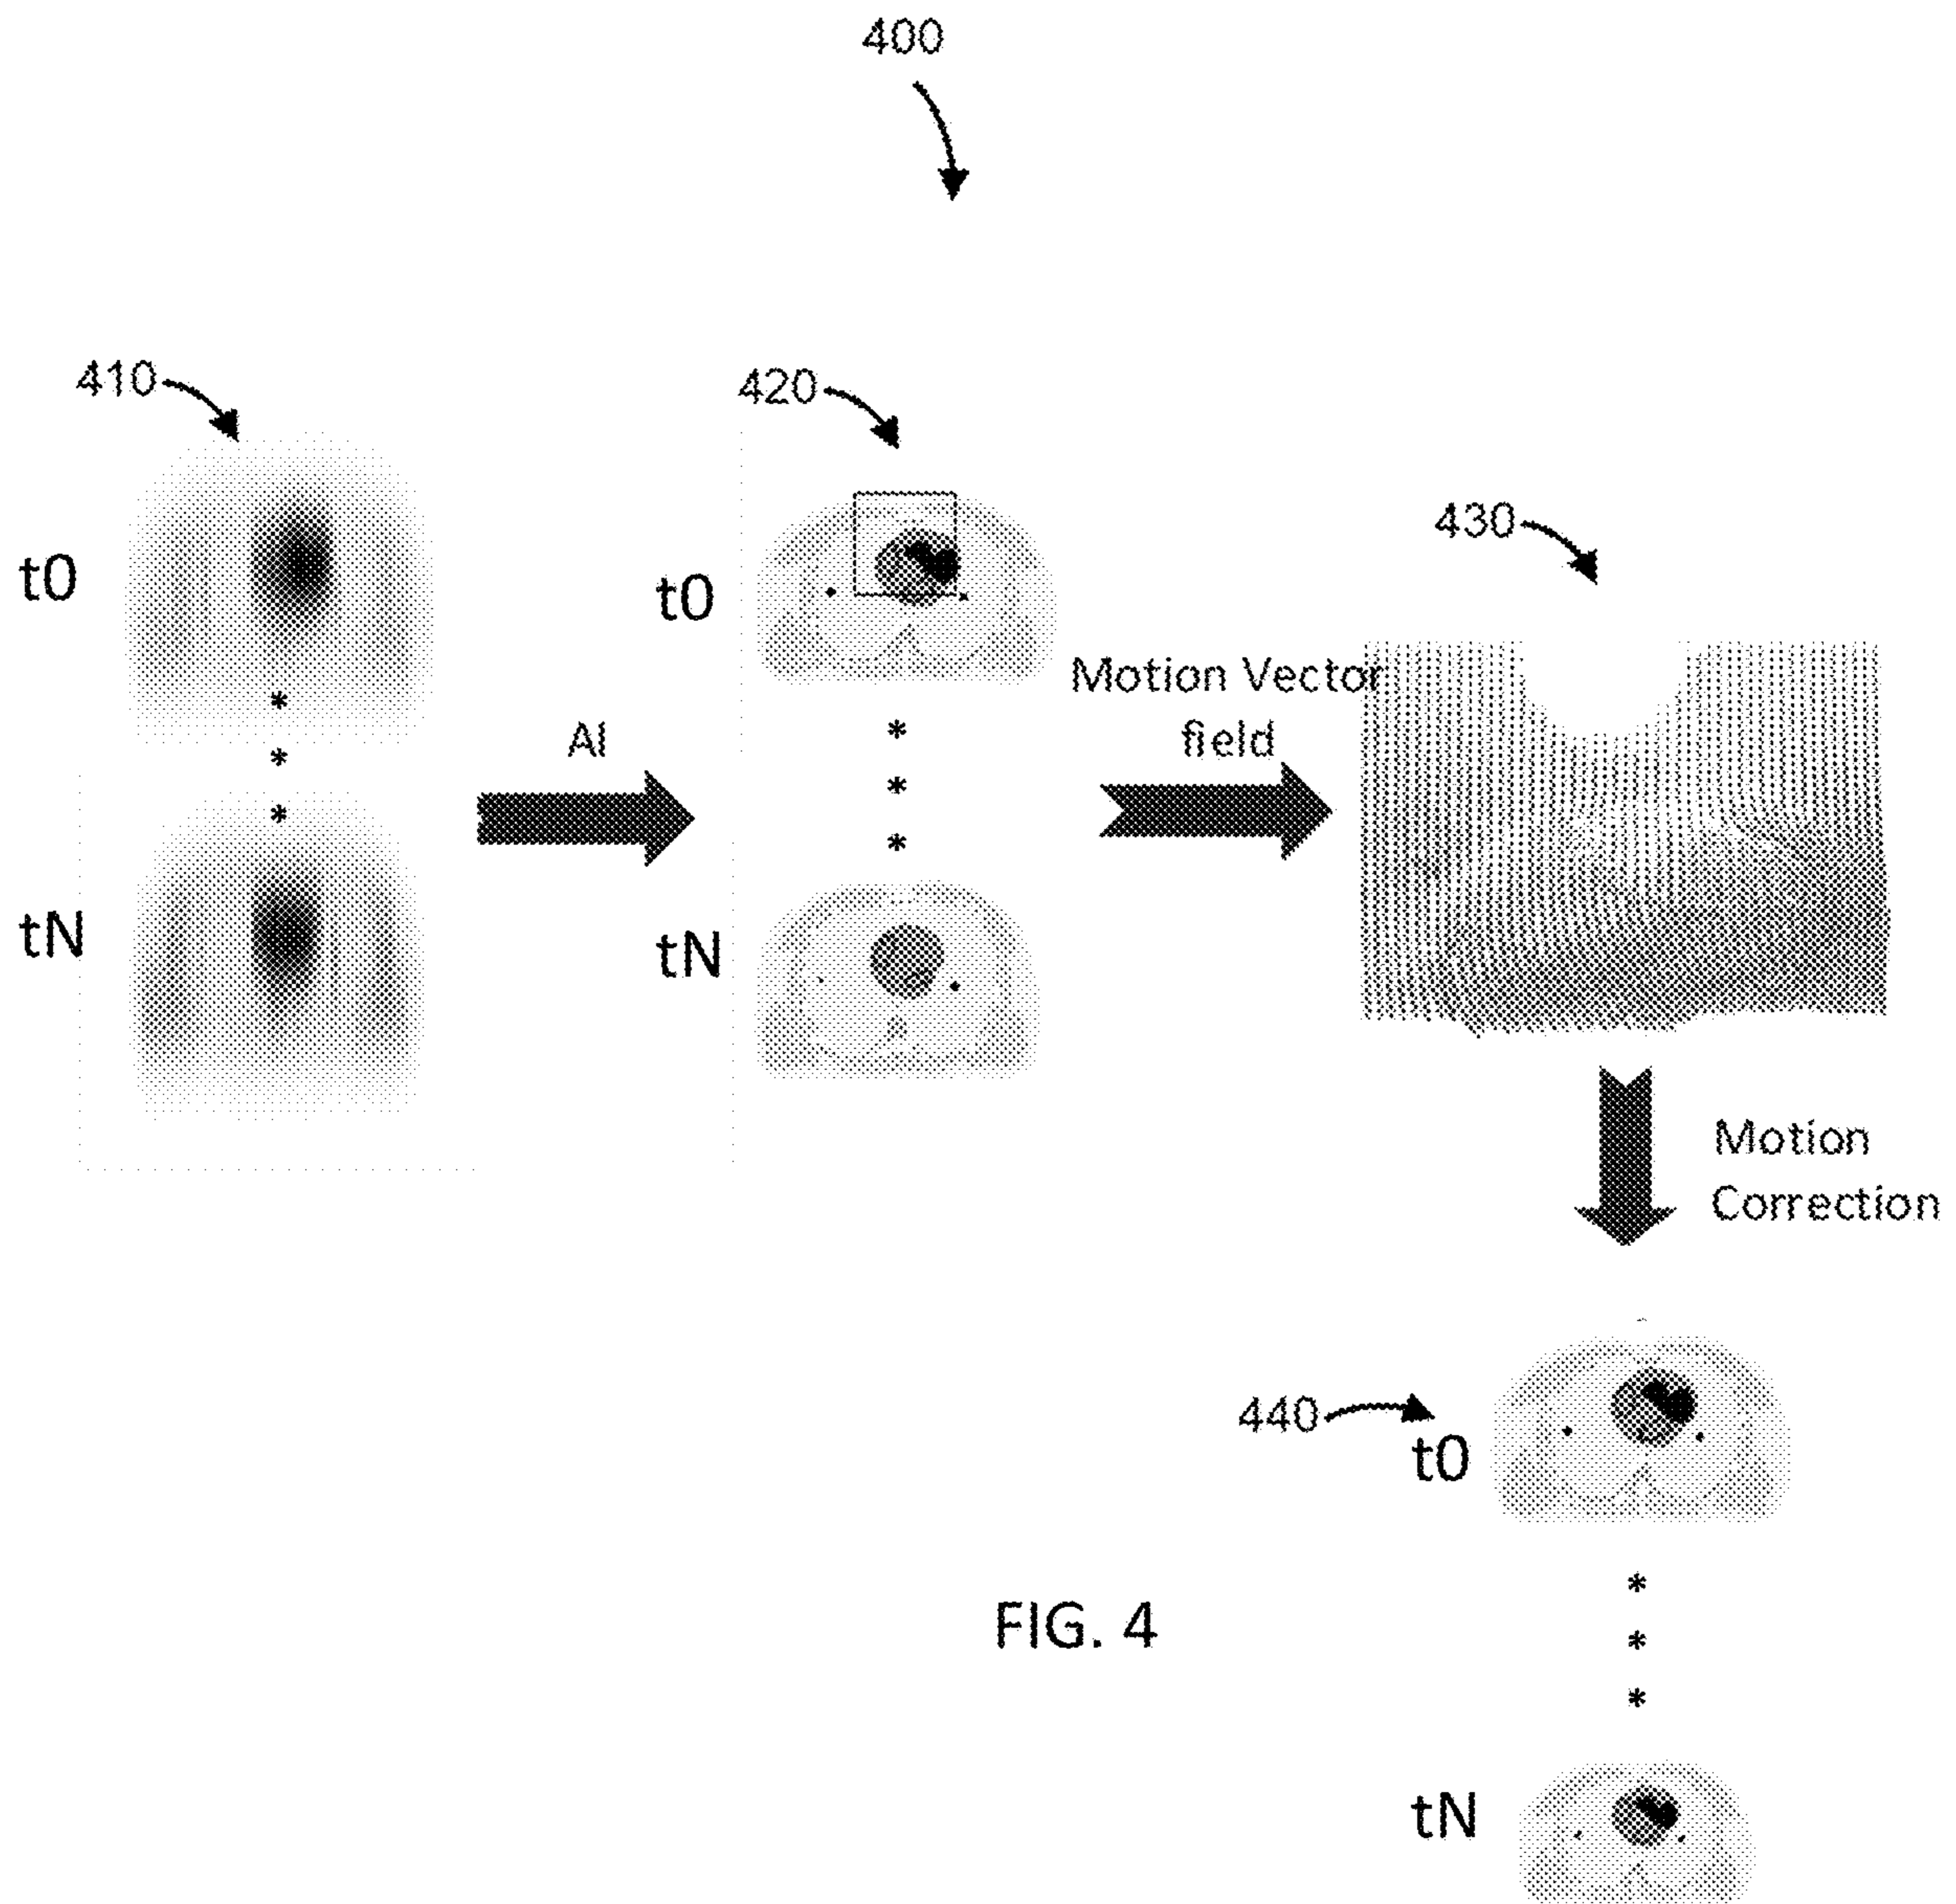 400
410
420
430
t0
t0
Motion Vector
field
AI
tN
tN
Motion
Correction
440
t0
FIG. 4
tN